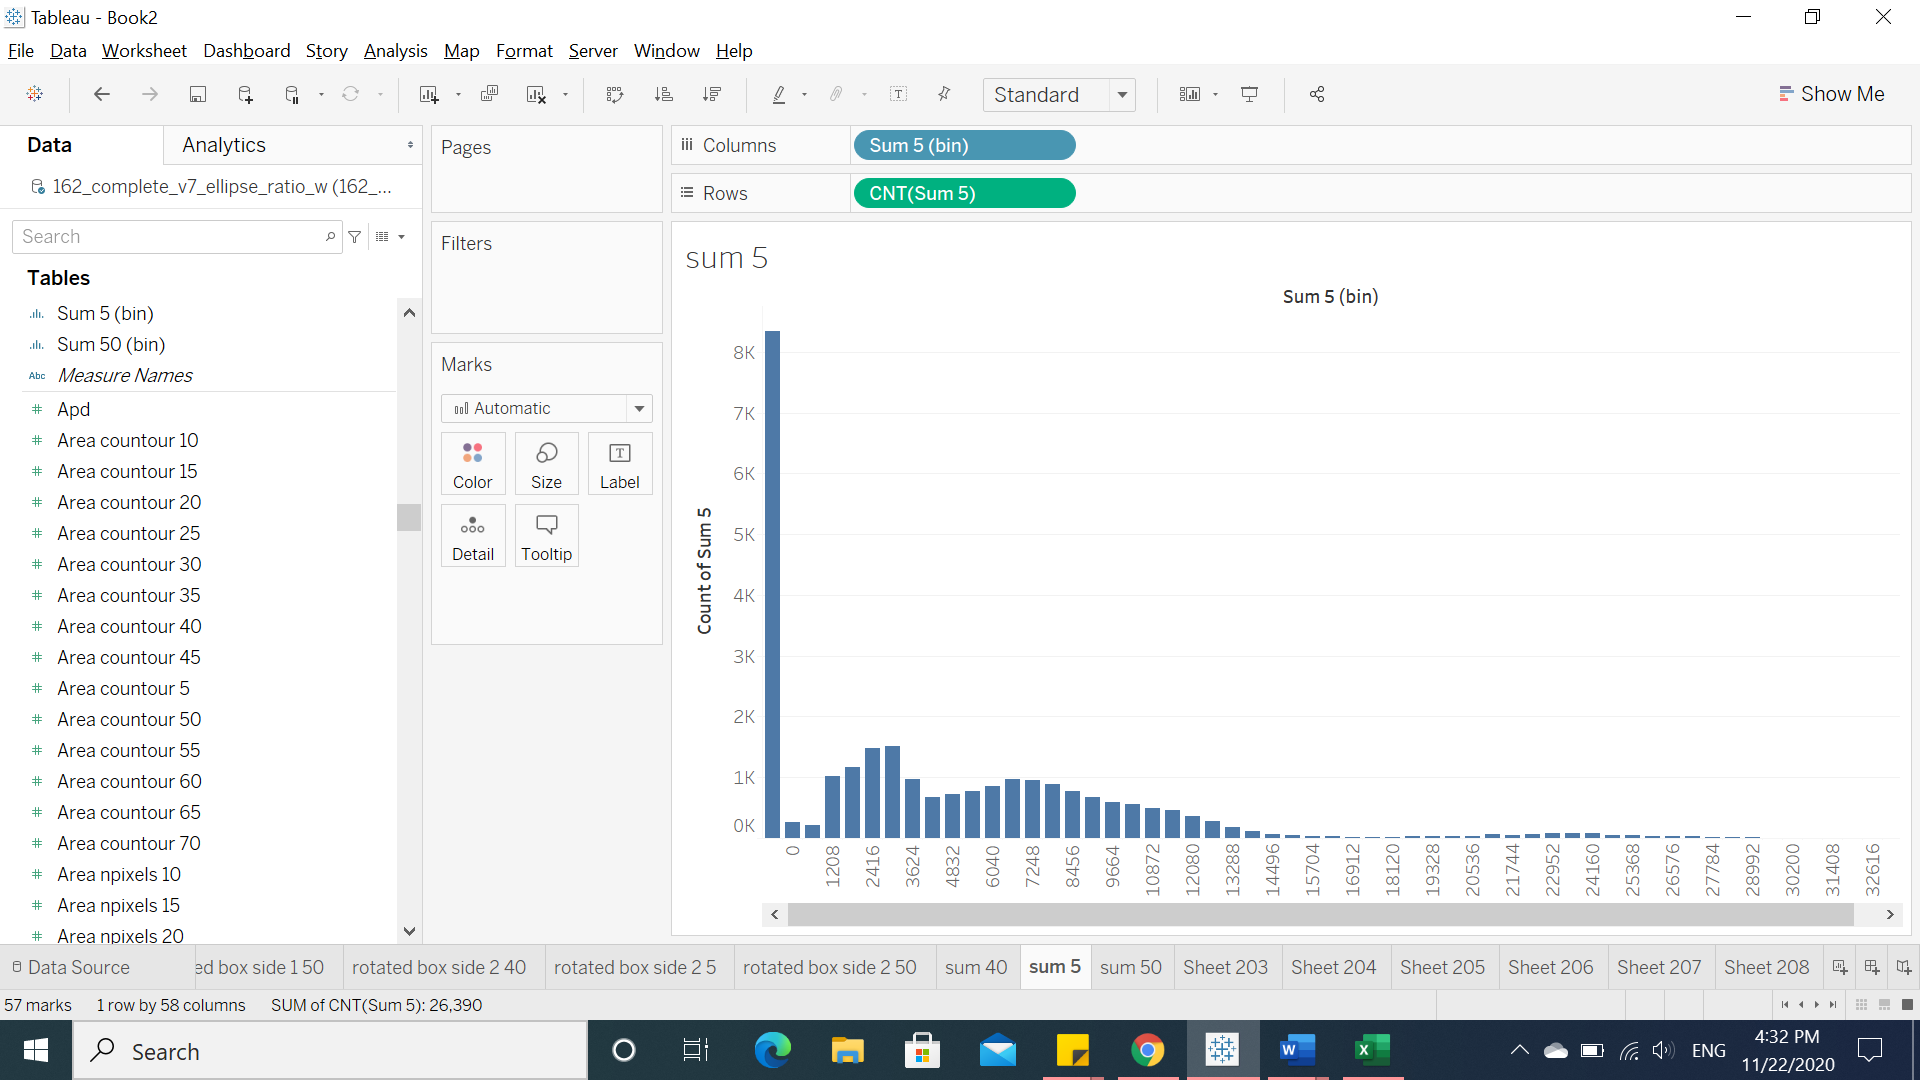 Tableau - Book2
File Data Worksheet Dashboard Story Analysis Map Format Server Window Help
Standard
Show Me
Data
Analytics
162_complete_v7_ellipse_ratio_w (162_...
Search
Tables
Sum 5 (bin)
Sum 50 (bin)
Abc Measure Names
# Apd
# Area countour 10
# Area countour 15
# Area countour 20
# Area countour 25
# Area countour 30
# Area countour 35
# Area countour 40
# Area countour 45
# Area countour 5
# Area countour 50
# Area countour 55
# Area countour 60
# Area countour 65
# Area countour 70
# Area npixels 10
# Area npixels 15
# Area npixels 20
Pages
Filters
Marks
Automatic
Color
Size
T
Label
Detail
Tooltip
Columns
Sum 5 (bin)
Rows
CNT(Sum 5)
sum 5
Sum 5 (bin)
Count of Sum 5
8K
7K
6K
5K
4K
3K
2K
1K
0K
0
1208
2416
3624
4832
6040
7248
8456
9664
10872
12080
13288
14496
15704
16912
18120
19328
20536
21744
22952
24160
25368
26576
27784
28992
30200
31408
32616
Data Source
ed box side 1 50
rotated box side 2 40
rotated box side 2 5
rotated box side 2 50
sum 40
sum 5
sum 50
Sheet 203
Sheet 204
Sheet 205
Sheet 206
Sheet 207
Sheet 208
57 marks
1 row by 58 columns
SUM of CNT(Sum 5): 26,390
Search
W
X
ENG
4:32 PM
11/22/2020